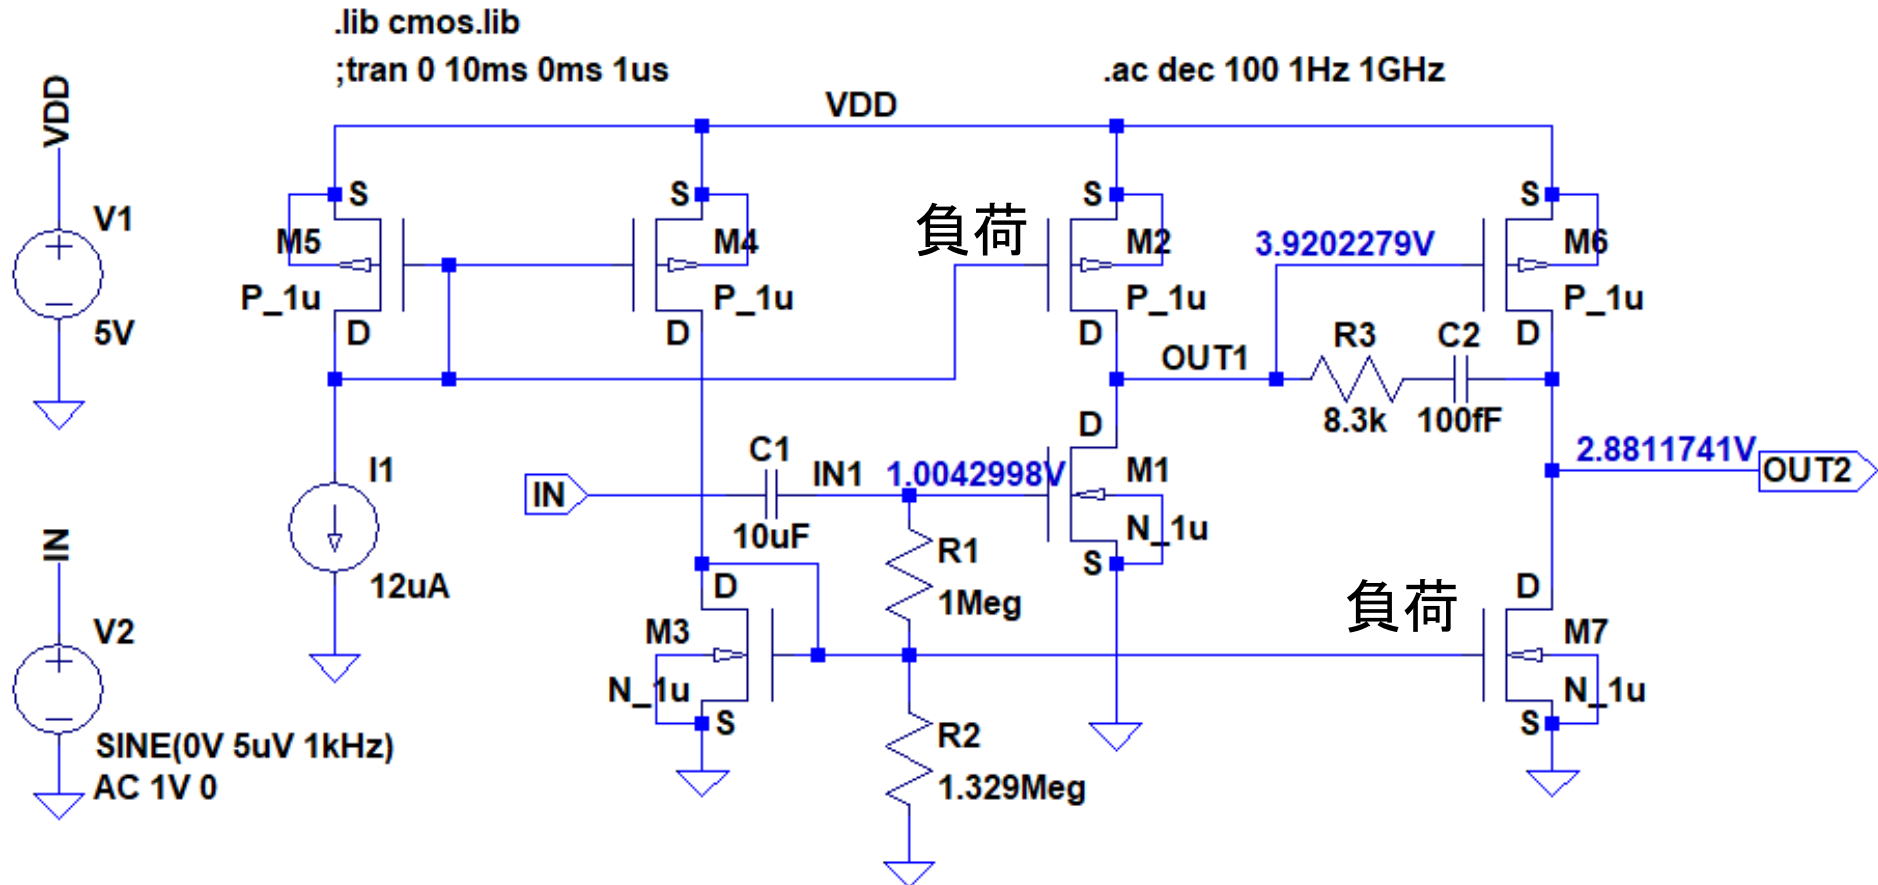 .lib cmos.lib
;tran 0 10ms 0ms 1us
.ac dec 100 1Hz 1GHz
VDD
VDD
V1
5V
IN
V2
SINE(0V 5uV 1kHz)
AC 1V 0
S
M5
P_1u
D
I1
12uA
S
M4
P_1u
D
負荷
S
M2
P_1u
D
OUT1
3.9202279V
S
M6
P_1u
D
R3
8.3k
C2
100fF
2.8811741V
OUT2
IN
C1
10uF
IN1
1.0042998V
D
M1
N_1u
S
R1
1Meg
D
M3
N_1u
S
R2
1.329Meg
負荷
D
M7
N_1u
S